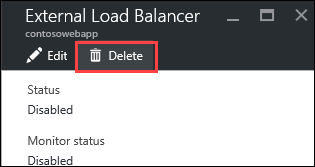 External Load Balancer
contosowebapp
Edit Delete
Status
Disabled
Monitor status
Disabled